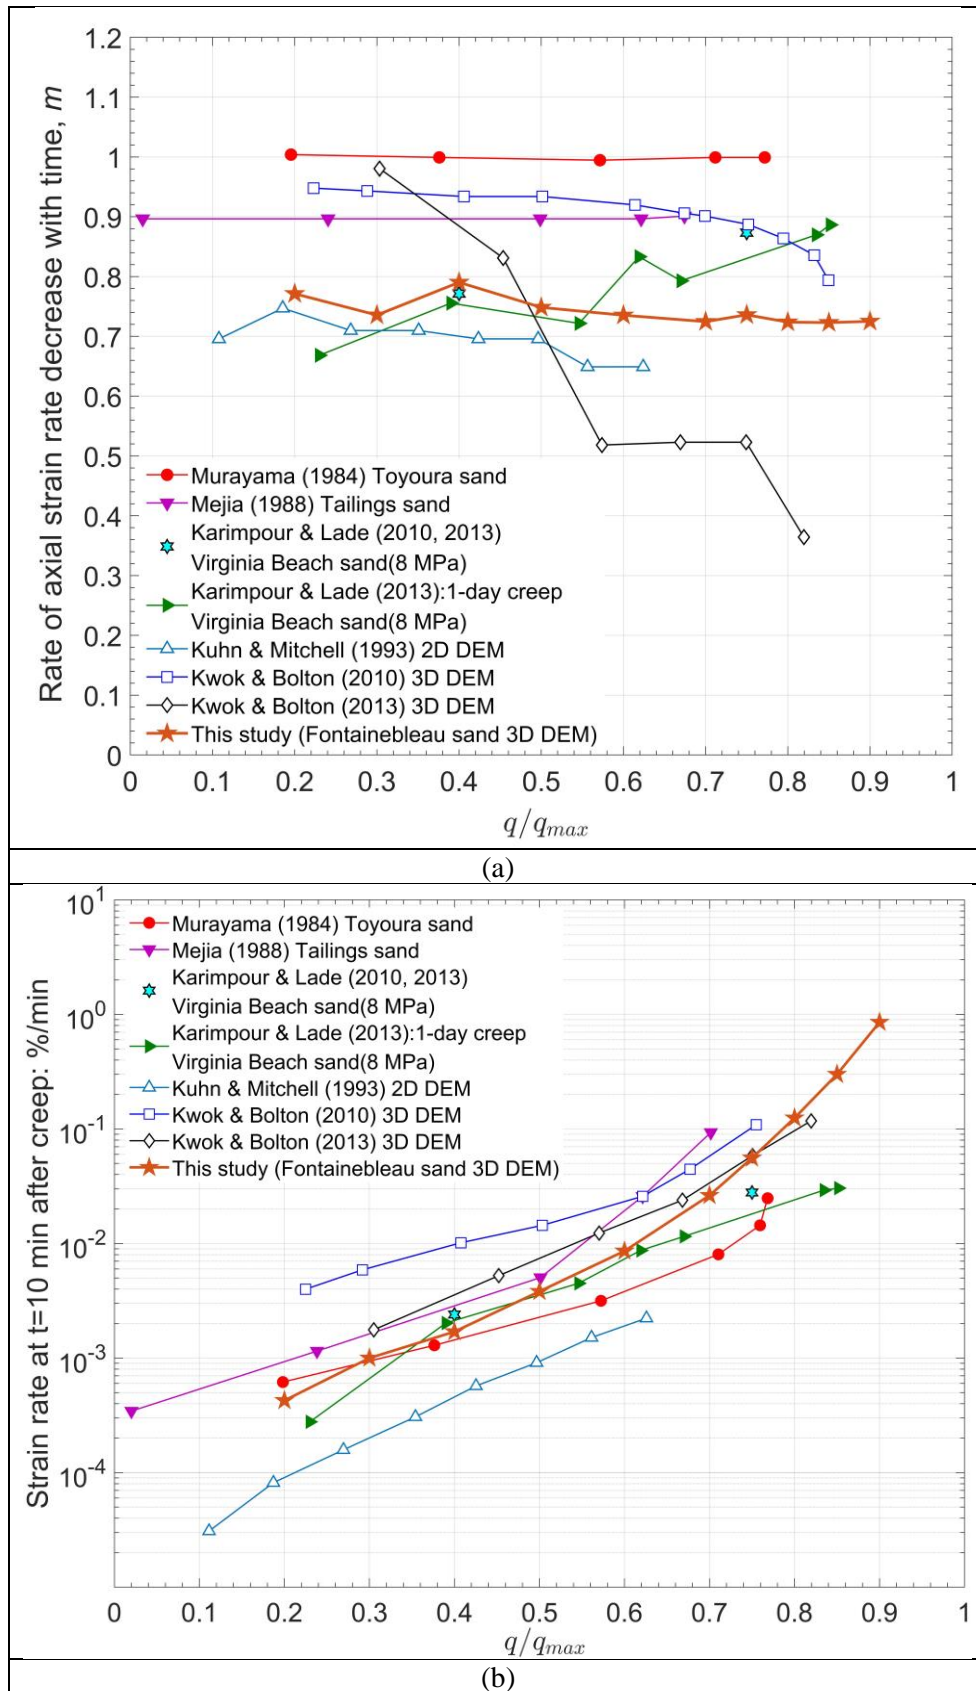 1.2
1.1
1
0.9
0.8
0.7
0.6
0.5
0.4
0.3
0.2
0.1
0
Rate of axial strain rate decrease with time, m
Murayama (1984) Toyoura sand
Mejia (1988) Tailings sand
Karimpour & Lade (2010, 2013)
Virginia Beach sand(8 MPa)
Karimpour & Lade (2013):1-day creep
Virginia Beach sand(8 MPa)
Kuhn & Mitchell (1993) 2D DEM
Kwok & Bolton (2010) 3D DEM
Kwok & Bolton (2013) 3D DEM
This study (Fontainebleau sand 3D DEM)
0 0.1 0.2 0.3 0.4 0.5 0.6 0.7 0.8 0.9 1
q/q_{max}
(a)
10^1
10^0
10^{-1}
10^{-2}
10^{-3}
10^{-4}
Strain rate at t=10 min after creep: %/min
Murayama (1984) Toyoura sand
Mejia (1988) Tailings sand
Karimpour & Lade (2010, 2013)
Virginia Beach sand(8 MPa)
Karimpour & Lade (2013):1-day creep
Virginia Beach sand(8 MPa)
Kuhn & Mitchell (1993) 2D DEM
Kwok & Bolton (2010) 3D DEM
Kwok & Bolton (2013) 3D DEM
This study (Fontainebleau sand 3D DEM)
0 0.1 0.2 0.3 0.4 0.5 0.6 0.7 0.8 0.9 1
q/q_{max}
(b)